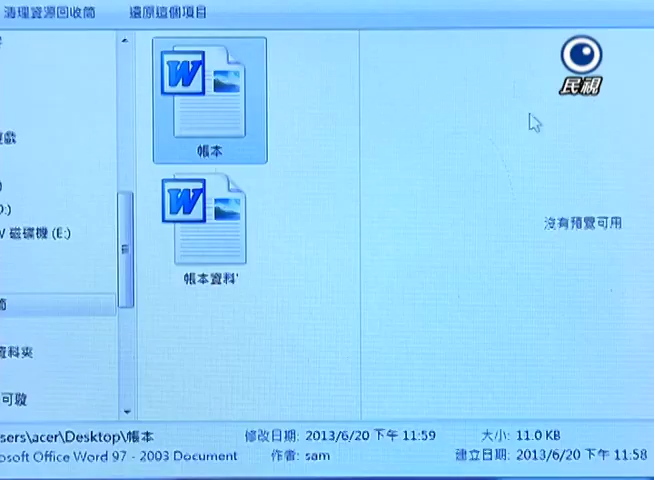 清理資源回收筒 還原這個項目
民視
帳本
磁碟機 (E:)
沒有預覽可用
帳本資料'
資料夾
可設
sers\acer\Desktop\帳本 修改日期: 2013/6/20 下午 11:59 大小: 11.0 KB
osoft Office Word 97 - 2003 Document 作者: sam 建立日期: 2013/6/20 下午 11:58